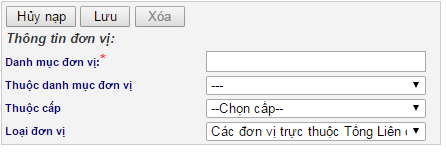 Hủy nạp Lưu Xóa
Thông tin đơn vị:
Danh mục đơn vị:*
Thuộc danh mục đơn vị ---
Thuộc cấp --Chọn cấp--
Loại đơn vị Các đơn vị trực thuộc Tổng Liên